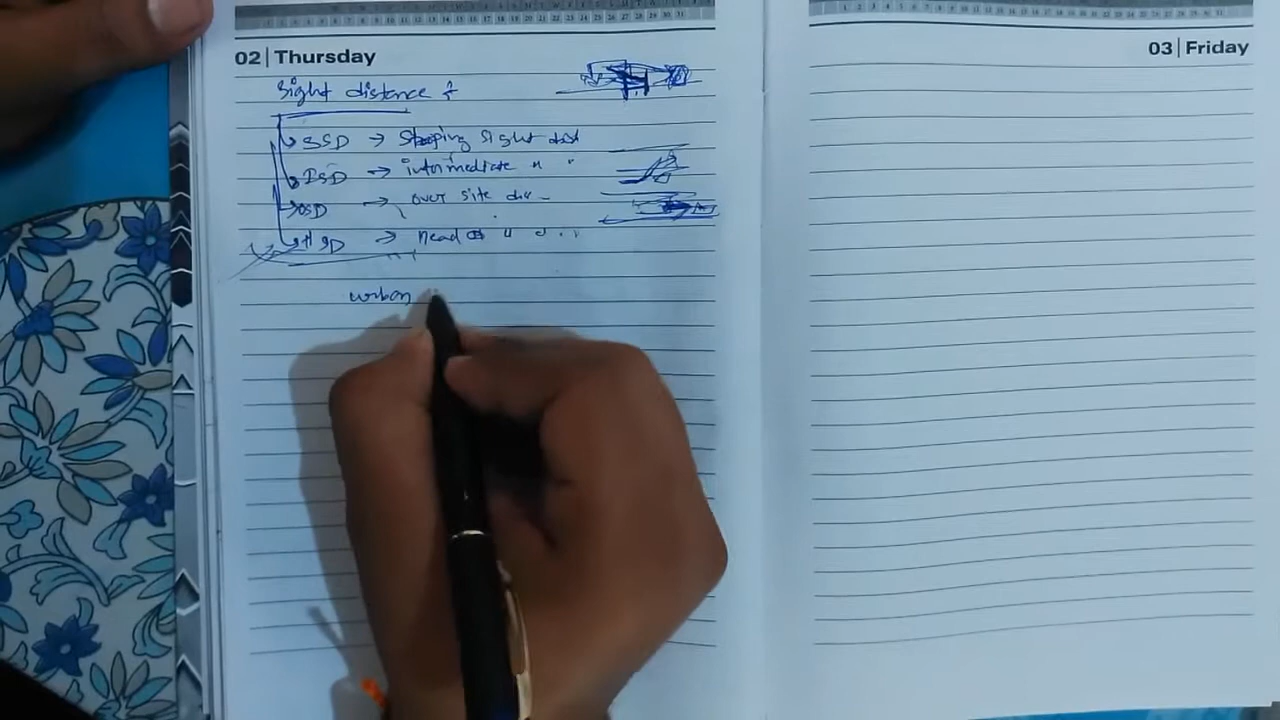 02 | Thursday
Sight distance :-
SSD → Stopping Sight dist
ISD → intermediate " "
OSD → over site dis -
HSD → Head " "
urban
03 | Friday